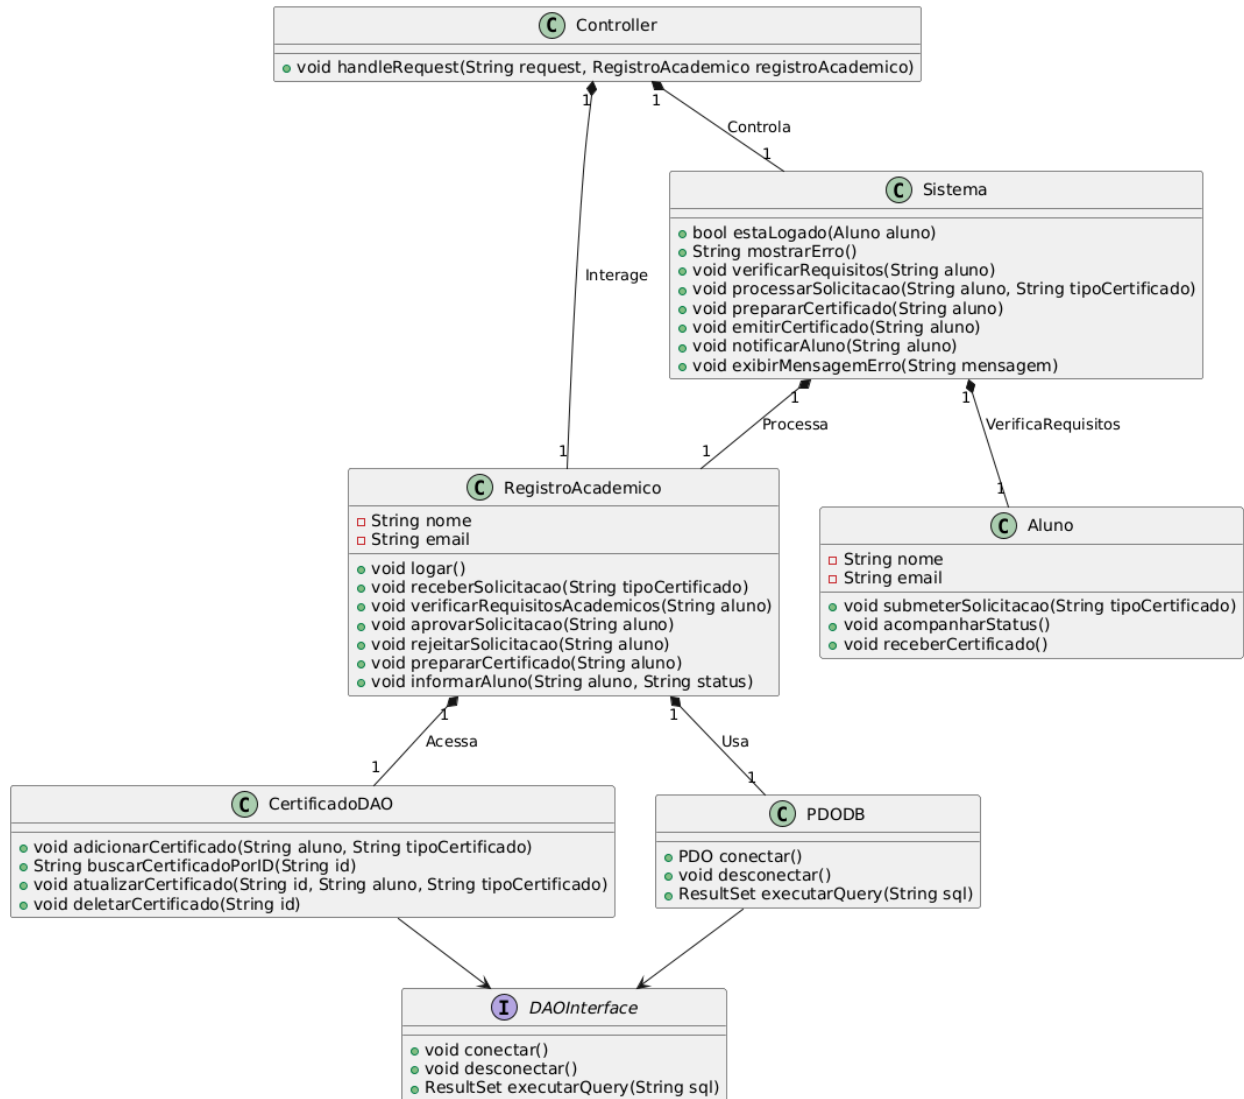 C Controller
void handleRequest(String request, RegistroAcademico registroAcademico)
1
1
Controla
1
C Sistema
bool estaLogado(Aluno aluno)
String mostrarErro()
void verificarRequisitos(String aluno)
void processarSolicitacao(String aluno, String tipoCertificado)
void prepararCertificado(String aluno)
void emitirCertificado(String aluno)
void notificarAluno(String aluno)
void exibirMensagemErro(String mensagem)
Interage
1
1
Processa
VerificaRequisitos
1
1
1
C RegistroAcademico
String nome
String email
void logar()
void receberSolicitacao(String tipoCertificado)
void verificarRequisitosAcademicos(String aluno)
void aprovarSolicitacao(String aluno)
void rejeitarSolicitacao(String aluno)
void prepararCertificado(String aluno)
void informarAluno(String aluno, String status)
C Aluno
String nome
String email
void submeterSolicitacao(String tipoCertificado)
void acompanharStatus()
void receberCertificado()
1
1
Acessa
Usa
1
1
C CertificadoDAO
void adicionarCertificado(String aluno, String tipoCertificado)
String buscarCertificadoPorID(String id)
void atualizarCertificado(String id, String aluno, String tipoCertificado)
void deletarCertificado(String id)
C PDODB
PDO conectar()
void desconectar()
ResultSet executarQuery(String sql)
I DAOInterface
void conectar()
void desconectar()
ResultSet executarQuery(String sql)